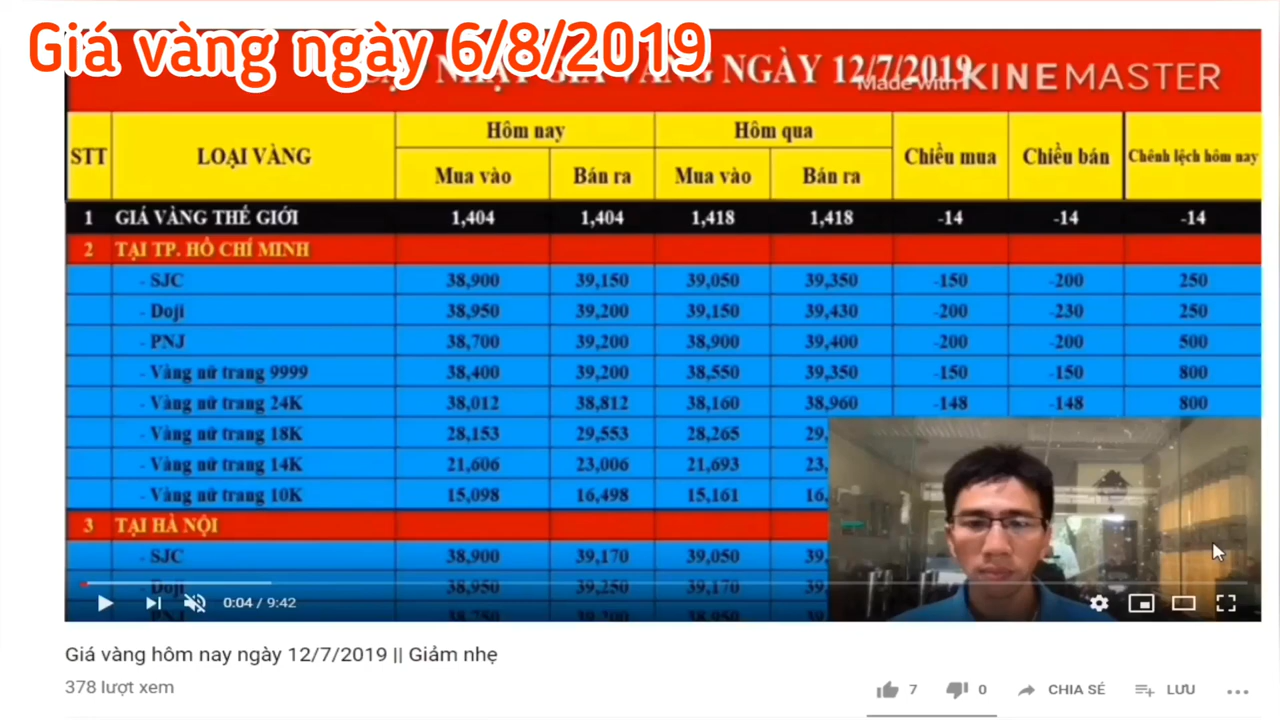 Giá vàng ngày 6/8/2019
NHẬT GIÁ VÀNG NGÀY 12/7/2019
Made with KINEMASTER
STT LOẠI VÀNG Hôm nay Hôm qua Chiều mua Chiều bán Chênh lệch hôm nay
Mua vào Bán ra Mua vào Bán ra
1 GIÁ VÀNG THẾ GIỚI 1,404 1,404 1,418 1,418 -14 -14 -14
2 TẠI TP. HỒ CHÍ MINH
- SJC 38,900 39,150 39,050 39,350 -150 -200 250
- Doji 38,950 39,200 39,150 39,430 -200 -230 250
- PNJ 38,700 39,200 38,900 39,400 -200 -200 500
- Vàng nữ trang 9999 38,400 39,200 38,550 39,350 -150 -150 800
- Vàng nữ trang 24K 38,012 38,812 38,160 38,960 -148 -148 800
- Vàng nữ trang 18K 28,153 29,553 28,265 29,
- Vàng nữ trang 14K 21,606 23,006 21,693 23,
- Vàng nữ trang 10K 15,098 16,498 15,161 16,
3 TẠI HÀ NỘI
- SJC 38,900 39,170 39,050 39,
- Doji 38,950 39,250 39,170 39,
0:04 / 9:42
Giá vàng hôm nay ngày 12/7/2019 || Giảm nhẹ
378 lượt xem
7 0 CHIA SẺ LƯU